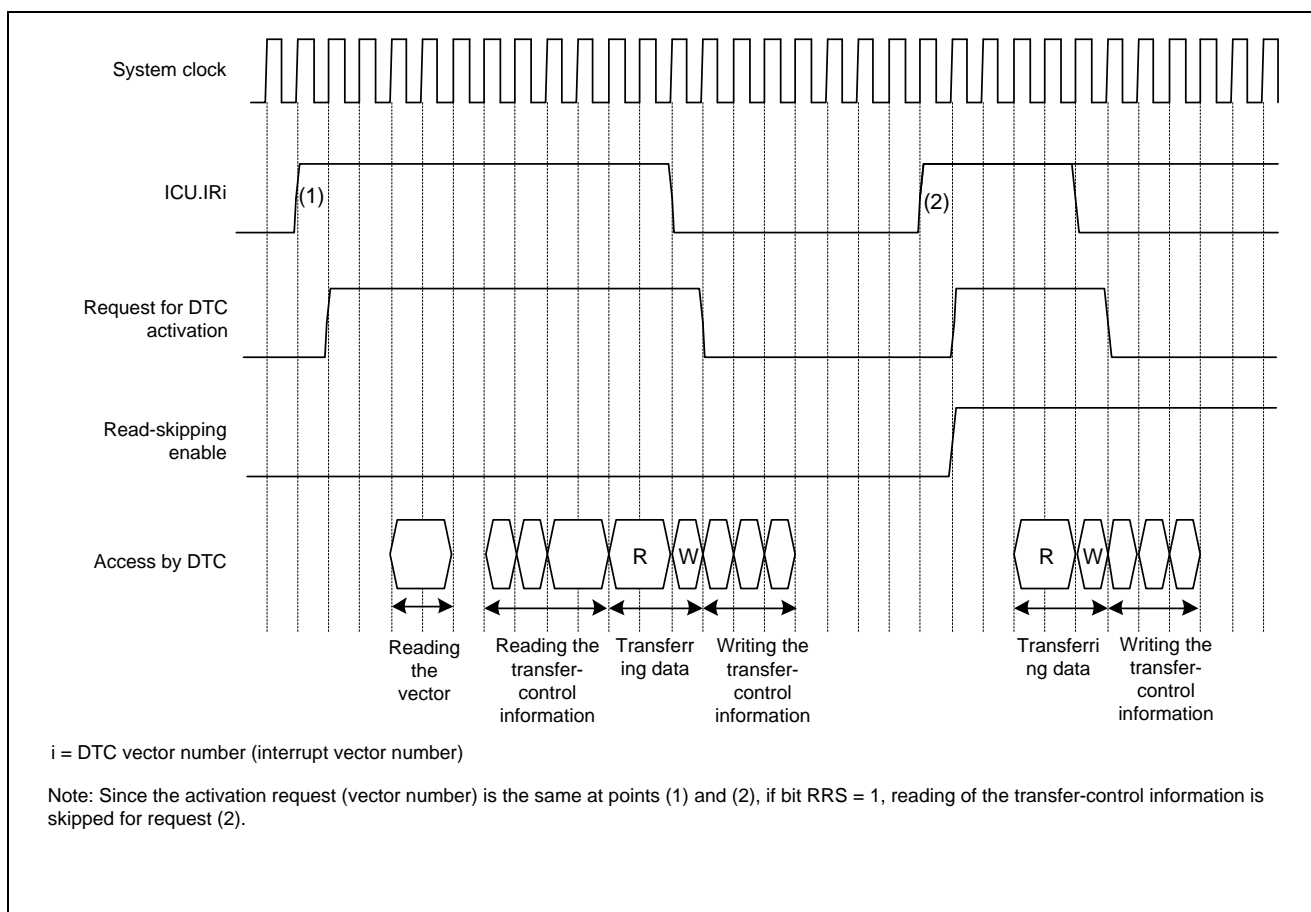 System clock
ICU.IRi
(1)
(2)
Request for DTC
activation
Read-skipping
enable
Access by DTC
R
W
R
W
Reading
the
vector
Reading the
transfer-
control
information
Transferr
ing data
Writing the
transfer-
control
information
Transferri
ng data
Writing the
transfer-
control
information
i = DTC vector number (interrupt vector number)
Note: Since the activation request (vector number) is the same at points (1) and (2), if bit RRS = 1, reading of the transfer-control information is
skipped for request (2).